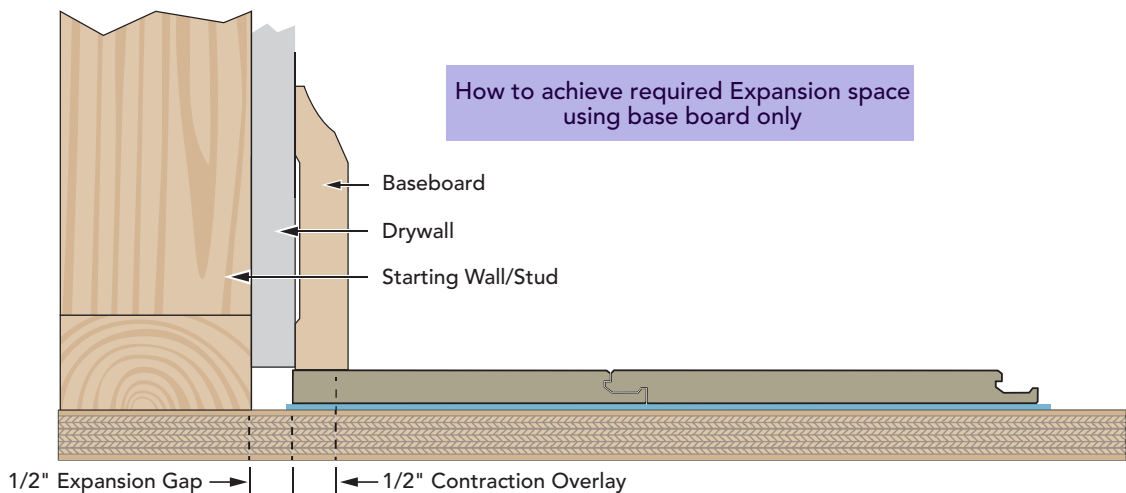 How to achieve required Expansion space
using base board only
Baseboard
Drywall
Starting Wall/Stud
1/2" Expansion Gap
1/2" Contraction Overlay